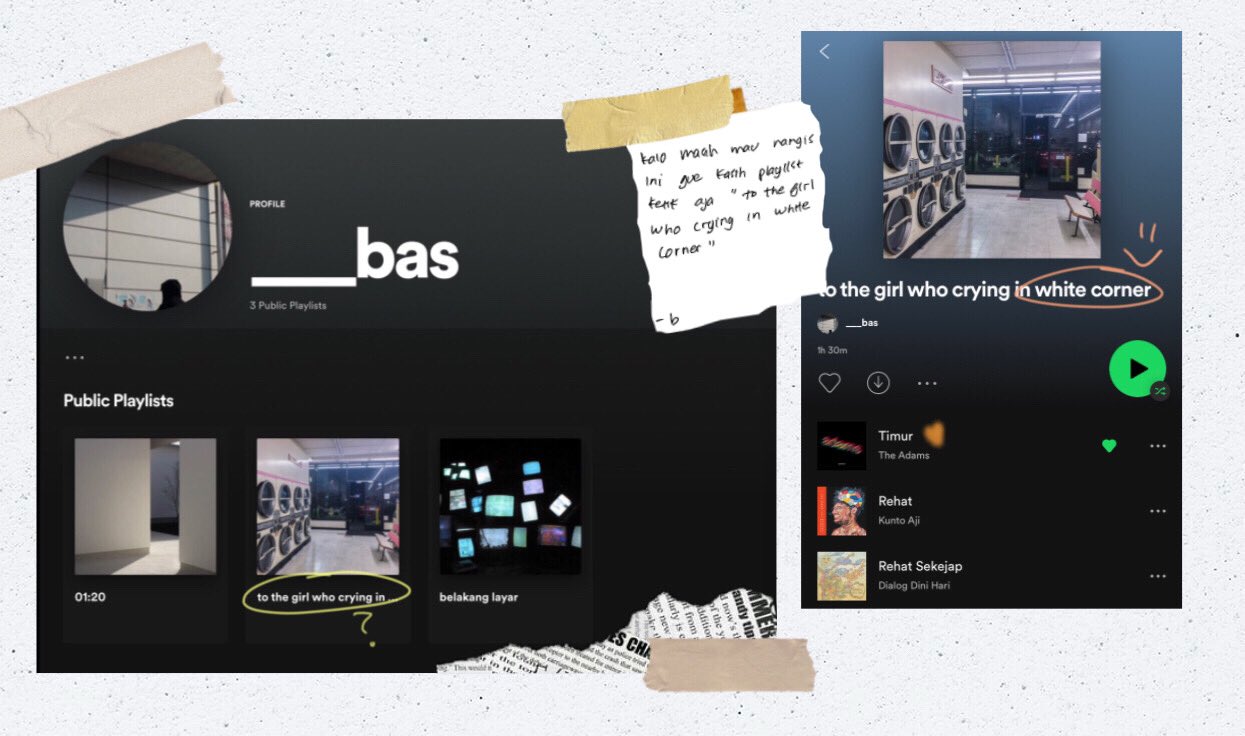 PROFILE
___bas
3 Public Playlists
Public Playlists
01:20
to the girl who crying in ...
?
belakang layar
kalo masih mau nangis
ini gue kasih playlist
ketik aja "to the girl
who crying in white
corner"
- b
to the girl who crying in white corner
___bas
1h 30m
Timur
The Adams
Rehat
Kunto Aji
Rehat Sekejap
Dialog Dini Hari